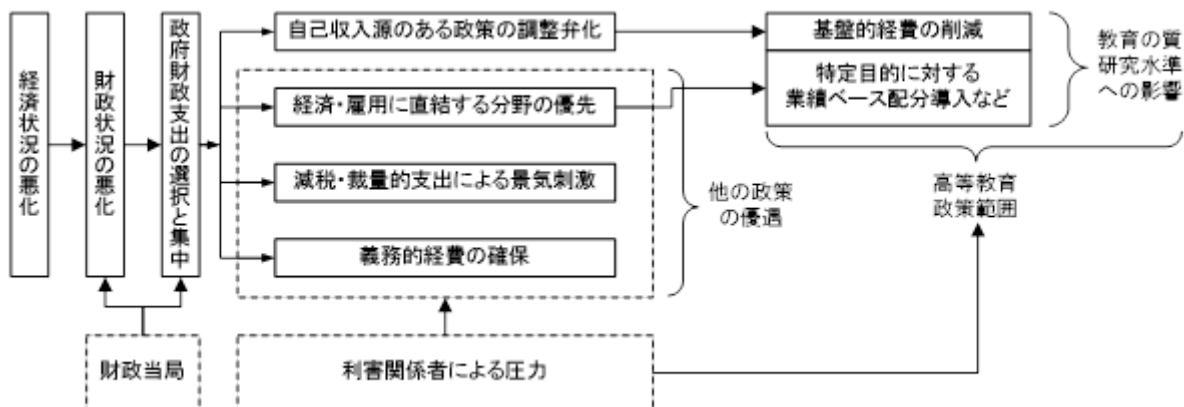 経済状況の悪化
財政状況の悪化
政府財政支出の選択と集中
自己収入源のある政策の調整弁化
経済・雇用に直結する分野の優先
減税・裁量的支出による景気刺激
義務的経費の確保
他の政策
の優遇
基盤的経費の削減
特定目的に対する
業績ベース配分導入など
教育の質
研究水準
への影響
高等教育
政策範囲
財政当局
利害関係者による圧力